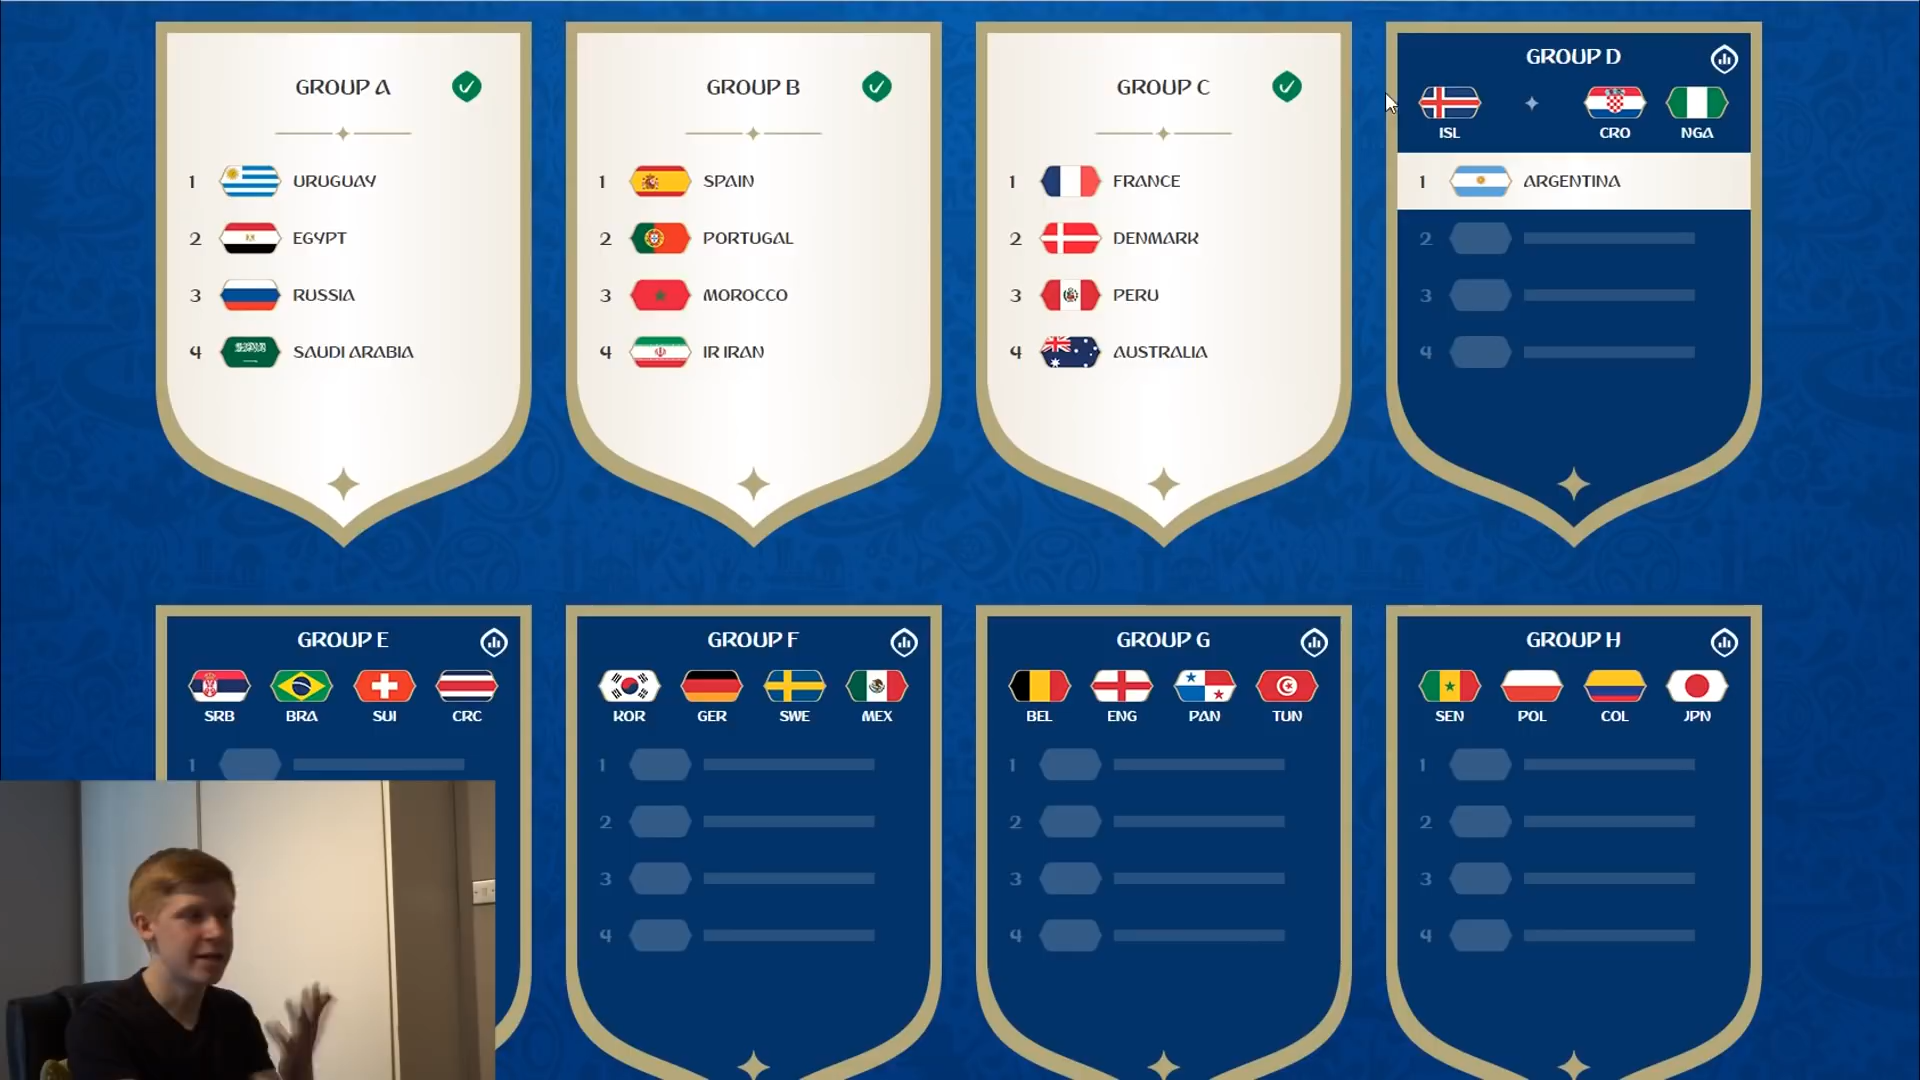 GROUP A
1 URUGUAY
2 EGYPT
3 RUSSIA
4 SAUDI ARABIA
GROUP B
1 SPAIN
2 PORTUGAL
3 MOROCCO
4 IR IRAN
GROUP C
1 FRANCE
2 DENMARK
3 PERU
4 AUSTRALIA
GROUP D
ISL CRO NGA
1 ARGENTINA
2
3
4
GROUP E
SRB BRA SUI CRC
1
GROUP F
KOR GER SWE MEX
1
2
3
4
GROUP G
BEL ENG PAN TUN
1
2
3
4
GROUP H
SEN POL COL JPN
1
2
3
4